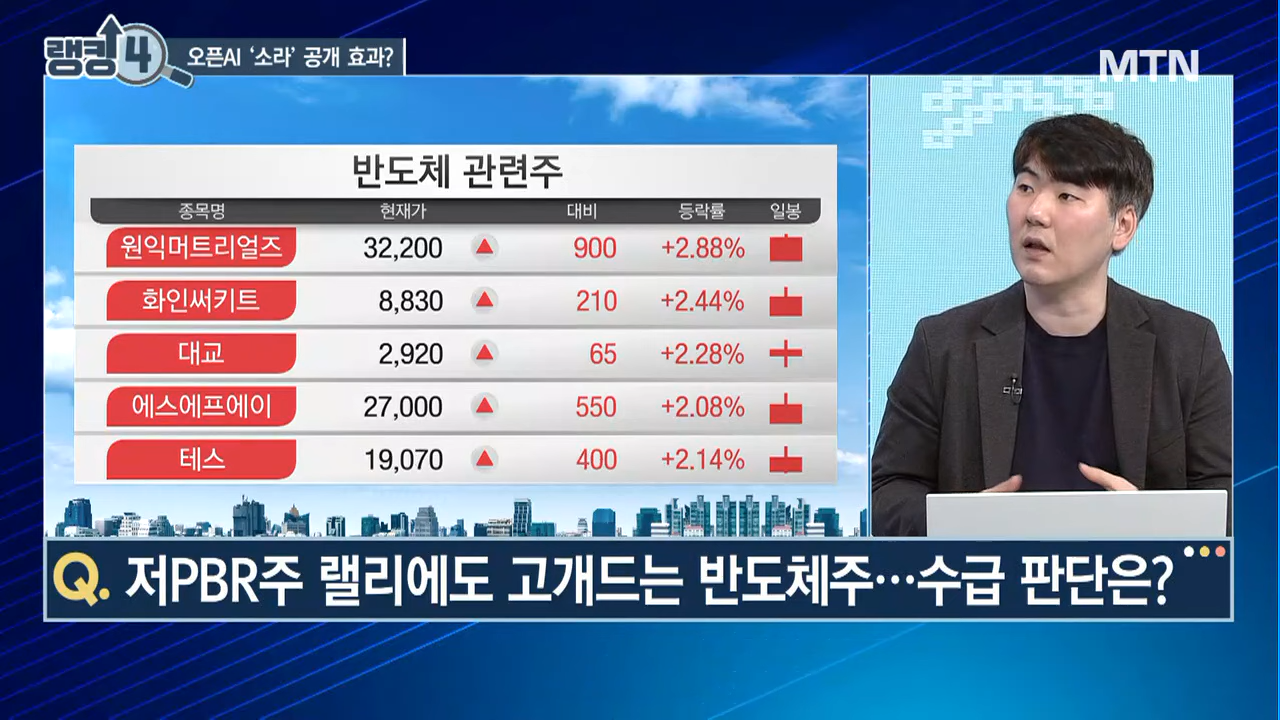 랭킹4 오픈AI ‘소라’ 공개 효과?
MTN
반도체 관련주
종목명 현재가 대비 등락률 일봉
원익머트리얼즈 32,200 ▲ 900 +2.88%
화인써키트 8,830 ▲ 210 +2.44%
대교 2,920 ▲ 65 +2.28%
에스에프에이 27,000 ▲ 550 +2.08%
테스 19,070 ▲ 400 +2.14%
Q. 저PBR주 랠리에도 고개드는 반도체주…수급 판단은?